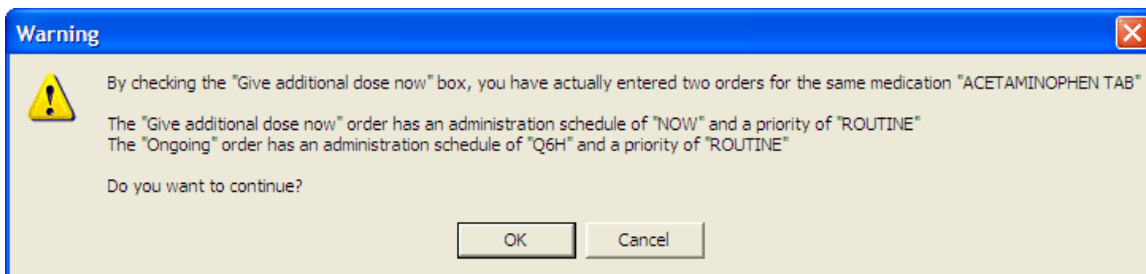 Warning
By checking the "Give additional dose now" box, you have actually entered two orders for the same medication "ACETAMINOPHEN TAB"
The "Give additional dose now" order has an administration schedule of "NOW" and a priority of "ROUTINE"
The "Ongoing" order has an administration schedule of "Q6H" and a priority of "ROUTINE"
Do you want to continue?
OK Cancel